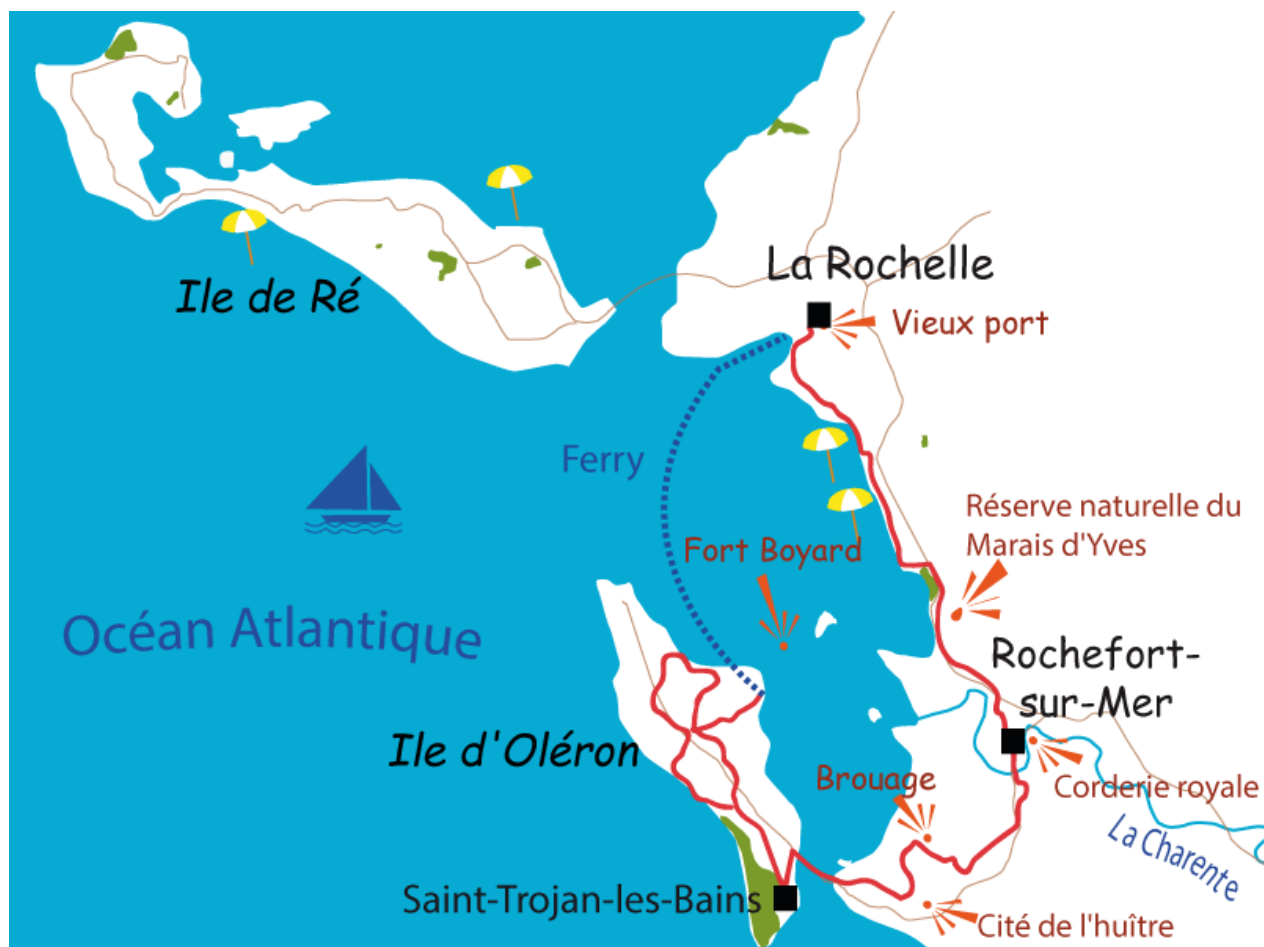 La Rochelle
Vieux port
Ile de Ré
Ferry
Réserve naturelle du
Marais d'Yves
Fort Boyard
Océan Atlantique
Rochefort-
sur-Mer
Ile d'Oléron
Brouage
Corderie royale
La Charente
Saint-Trojan-les-Bains
Cité de l'huître